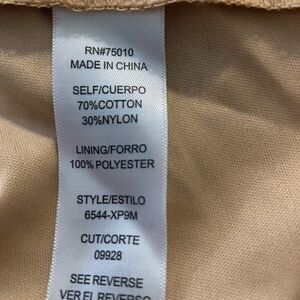 RN#75010
MADE IN CHINA
SELF/CUERPO
70%COTTON
30%NYLON
LINING/FORRO
100% POLYESTER
STYLE/ESTILO
6544-XP9M
CUT/CORTE
09928
SEE REVERSE
VER EL REVERSO